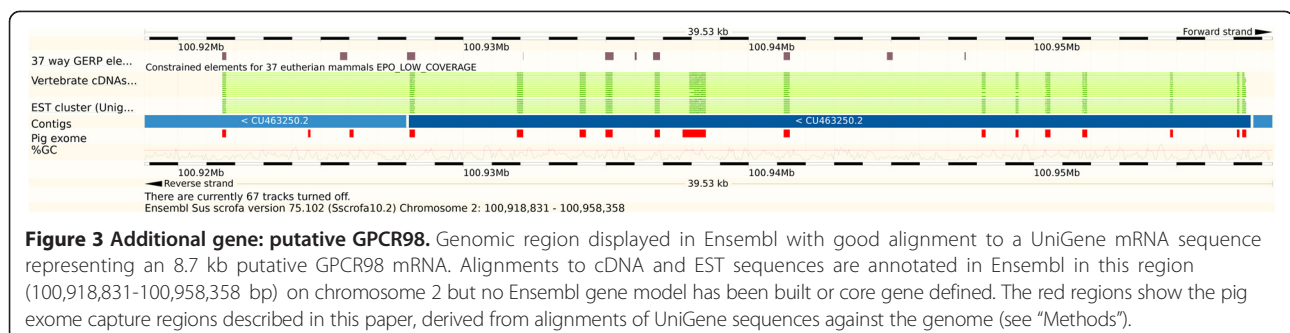 39.53 kb
Forward strand
100.92Mb 100.93Mb 100.94Mb 100.95Mb
37 way GERP ele...
Constrained elements for 37 eutherian mammals EPO_LOW_COVERAGE
Vertebrate cDNAs...
EST cluster (Unig...
Contigs < CU463250.2 < CU463250.2
Pig exome
%GC
100.92Mb 100.93Mb 100.94Mb 100.95Mb
Reverse strand 39.53 kb
There are currently 67 tracks turned off.
Ensembl Sus scrofa version 75.102 (Sscrofa10.2) Chromosome 2: 100,918,831 - 100,958,358
Figure 3 Additional gene: putative GPCR98. Genomic region displayed in Ensembl with good alignment to a UniGene mRNA sequence
representing an 8.7 kb putative GPCR98 mRNA. Alignments to cDNA and EST sequences are annotated in Ensembl in this region
(100,918,831-100,958,358 bp) on chromosome 2 but no Ensembl gene model has been built or core gene defined. The red regions show the pig
exome capture regions described in this paper, derived from alignments of UniGene sequences against the genome (see “Methods”).